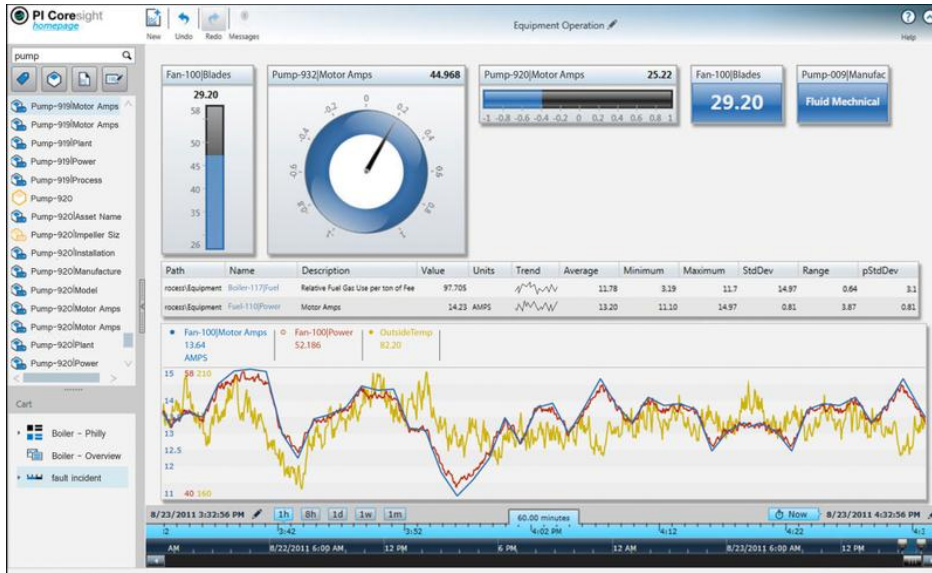 PI Coresight
homepage
New Undo Redo Messages
Equipment Operation
Help
pump
Pump-919|Motor Amps
Pump-919|Motor Amps
Pump-919|Plant
Pump-919|Power
Pump-919|Process
Pump-920
Pump-920|Asset Name
Pump-920|Impeller Siz
Pump-920|Installation
Pump-920|Manufacture
Pump-920|Model
Pump-920|Motor Amps
Pump-920|Motor Amps
Pump-920|Plant
Pump-920|Power
Cart
Boiler - Philly
Boiler - Overview
fault incident
Fan-100|Blades
29.20
58
50
45
40
35
26
Pump-932|Motor Amps 44.968
-0.2 0 0.2
-0.4 0.4
-0.6 0.6
-0.8 0.8
-1 1
Pump-920|Motor Amps 25.22
-1 -0.8 -0.6 -0.4 -0.2 0 0.2 0.4 0.6 0.8 1
Fan-100|Blades
29.20
Pump-009|Manufac
Fluid Mechnical
Path Name Description Value Units Trend Average Minimum Maximum StdDev Range pStdDev
rocess\Equipment Boiler-117|Fuel Relative Fuel Gas Use per ton of Fee 97.705 11.78 3.19 11.7 14.97 0.64 3.1
rocess\Equipment Fuel-110|Power Motor Amps 14.23 AMPS 13.20 11.10 14.97 0.81 3.87 0.81
Fan-100|Motor Amps Fan-100|Power OutsideTemp
13.64 52.186 82.20
AMPS
15 58 210
14
13
12.5
12
11 40 160
8/23/2011 3:32:56 PM 1h 8h 1d 1w 1m 60.00 minutes Now 8/23/2011 4:32:56 PM
3:42 3:52 4:02 PM 4:12 4:22
AM 8/22/2011 6:00 AM, 12 PM 6 PM, 12 AM 8/23/2011 6:00 AM, 12 PM